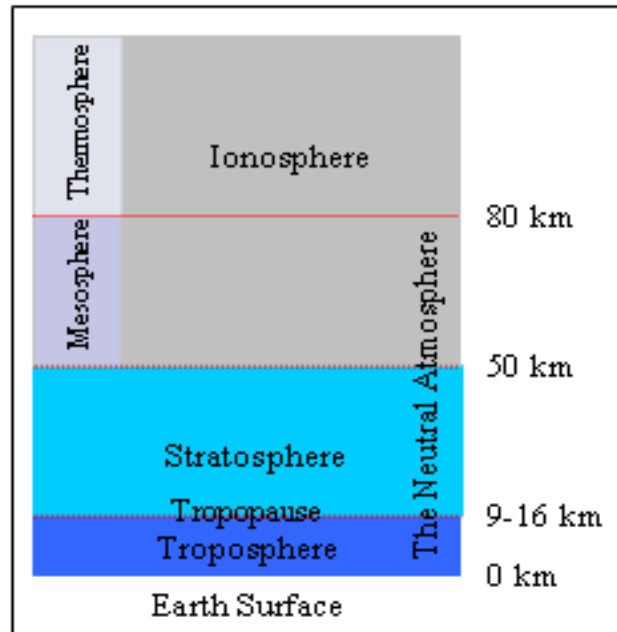 Thermosphere
Ionosphere
80 km
Mesosphere
The Neutral Atmosphere
50 km
Stratosphere
Tropopause
9-16 km
Troposphere
0 km
Earth Surface